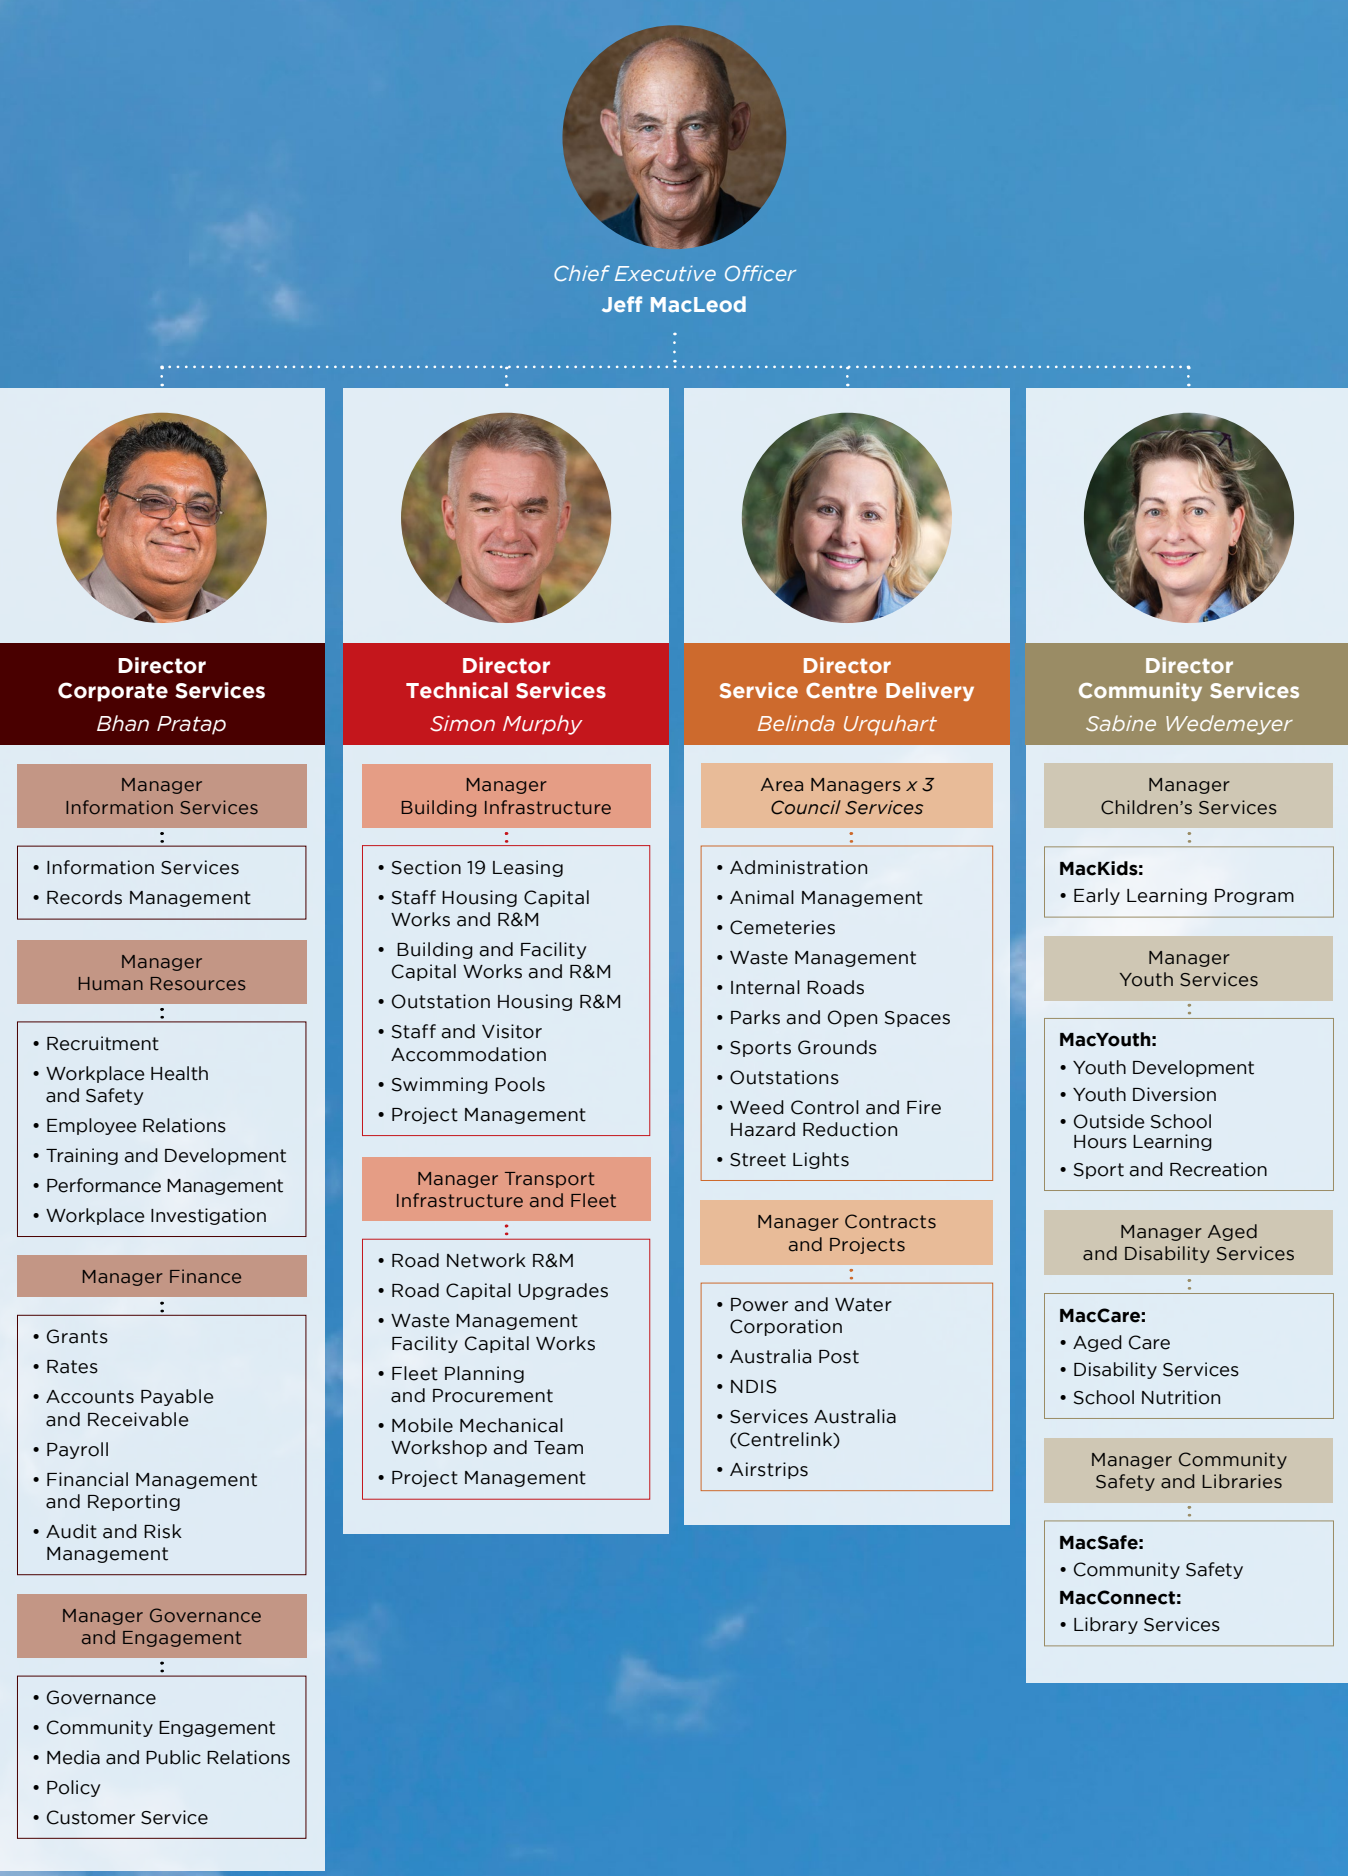 Chief Executive Officer
Jeff MacLeod
Director
Corporate Services
Bhan Pratap
Manager
Information Services
• Information Services
• Records Management
Manager
Human Resources
• Recruitment
• Workplace Health
and Safety
• Employee Relations
• Training and Development
• Performance Management
• Workplace Investigation
Manager Finance
• Grants
• Rates
• Accounts Payable
and Receivable
• Payroll
• Financial Management
and Reporting
• Audit and Risk
Management
Manager Governance
and Engagement
• Governance
• Community Engagement
• Media and Public Relations
• Policy
• Customer Service
Director
Technical Services
Simon Murphy
Manager
Building Infrastructure
• Section 19 Leasing
• Staff Housing Capital
Works and R&M
• Building and Facility
Capital Works and R&M
• Outstation Housing R&M
• Staff and Visitor
Accommodation
• Swimming Pools
• Project Management
Manager Transport
Infrastructure and Fleet
• Road Network R&M
• Road Capital Upgrades
• Waste Management
Facility Capital Works
• Fleet Planning
and Procurement
• Mobile Mechanical
Workshop and Team
• Project Management
Director
Service Centre Delivery
Belinda Urquhart
Area Managers x 3
Council Services
• Administration
• Animal Management
• Cemeteries
• Waste Management
• Internal Roads
• Parks and Open Spaces
• Sports Grounds
• Outstations
• Weed Control and Fire
Hazard Reduction
• Street Lights
Manager Contracts
and Projects
• Power and Water
Corporation
• Australia Post
• NDIS
• Services Australia
(Centrelink)
• Airstrips
Director
Community Services
Sabine Wedemeyer
Manager
Children's Services
MacKids:
• Early Learning Program
Manager
Youth Services
MacYouth:
• Youth Development
• Youth Diversion
• Outside School
Hours Learning
• Sport and Recreation
Manager Aged
and Disability Services
MacCare:
• Aged Care
• Disability Services
• School Nutrition
Manager Community
Safety and Libraries
MacSafe:
• Community Safety
MacConnect:
• Library Services